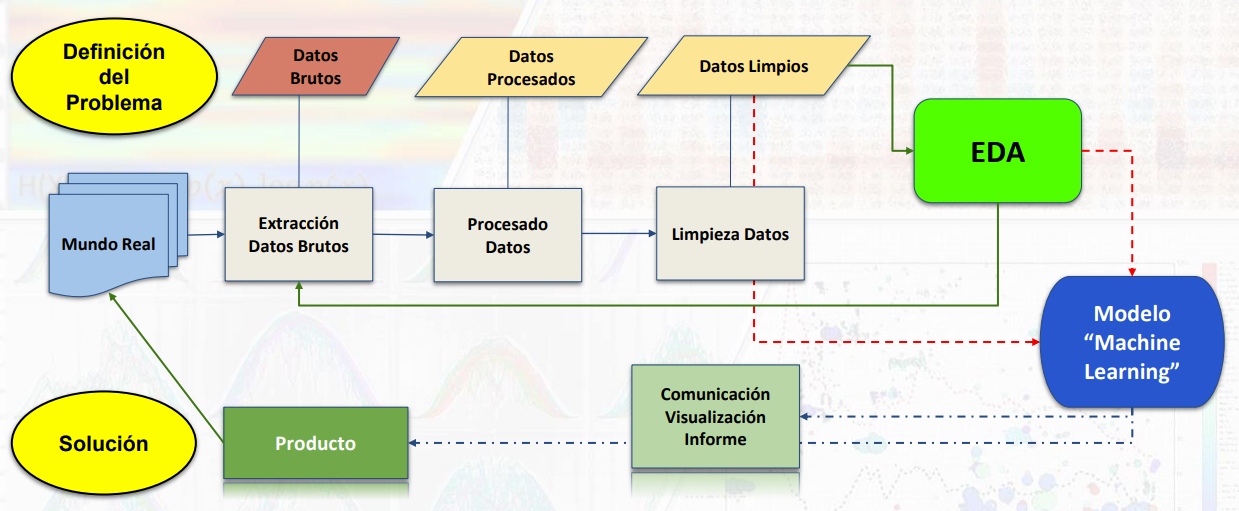 Definición
del
Problema
Datos
Brutos
Datos
Procesados
Datos Limpios
EDA
Mundo Real
Extracción
Datos Brutos
Procesado
Datos
Limpieza Datos
Modelo
“Machine
Learning”
Comunicación
Visualización
Informe
Producto
Solución